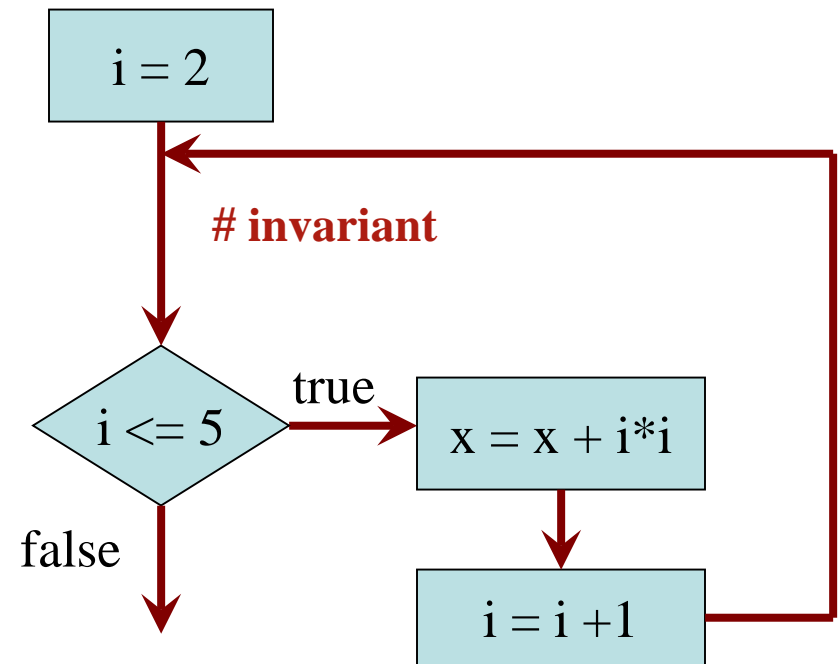 i = 2
# invariant
true
i <= 5
x = x + i*i
false
i = i +1